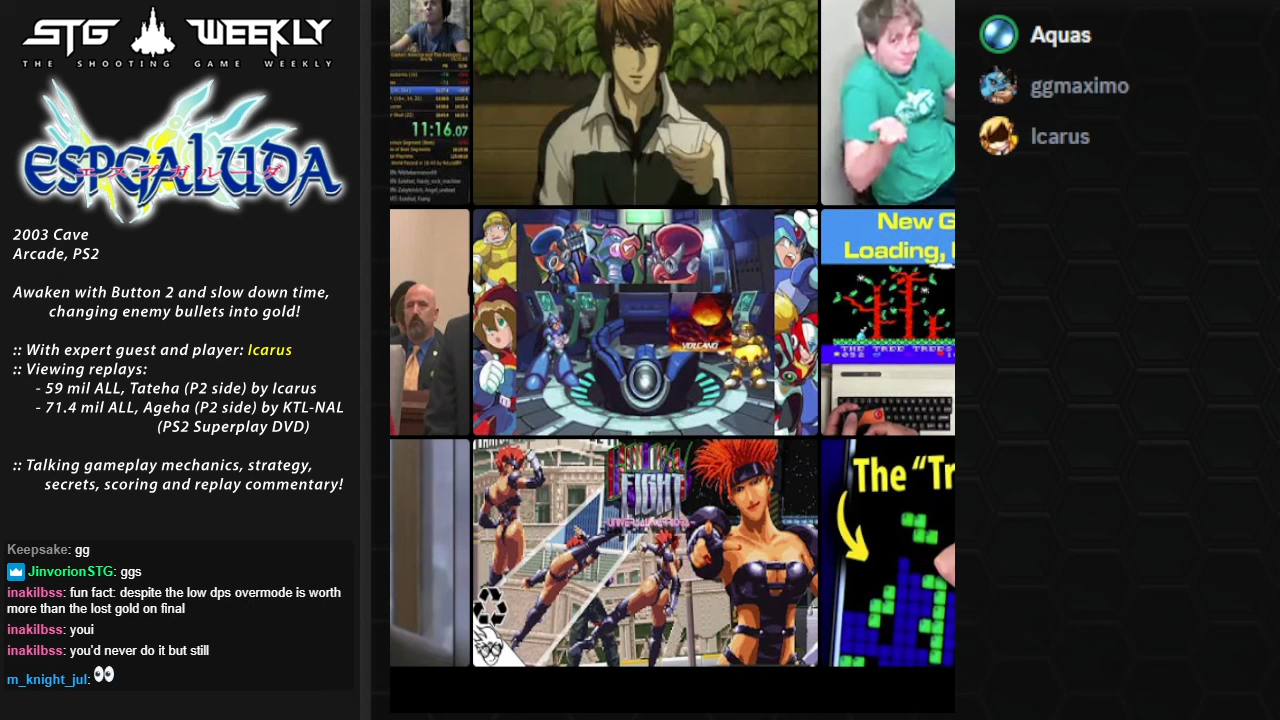 STG WEEKLY
THE SHOOTING GAME WEEKLY
ESPGALUDA
エスプガルーダ
2003 Cave
Arcade, PS2
Awaken with Button 2 and slow down time,
changing enemy bullets into gold!
:: With expert guest and player: Icarus
:: Viewing replays:
- 59 mil ALL, Tateha (P2 side) by Icarus
- 71.4 mil ALL, Ageha (P2 side) by KTL-NAL
(PS2 Superplay DVD)
:: Talking gameplay mechanics, strategy,
secrets, scoring and replay commentary!
Keepsake: gg
JinvorionSTG: ggs
inakilbss: fun fact: despite the low dps overmode is worth
more than the lost gold on final
inakilbss: youi
inakilbss: you'd never do it but still
m_knight_jul:
11:16.07
New G
Loading,
THE TREE TREES
VOLCANO
FIGHT
The "Tr
Aquas
ggmaximo
Icarus